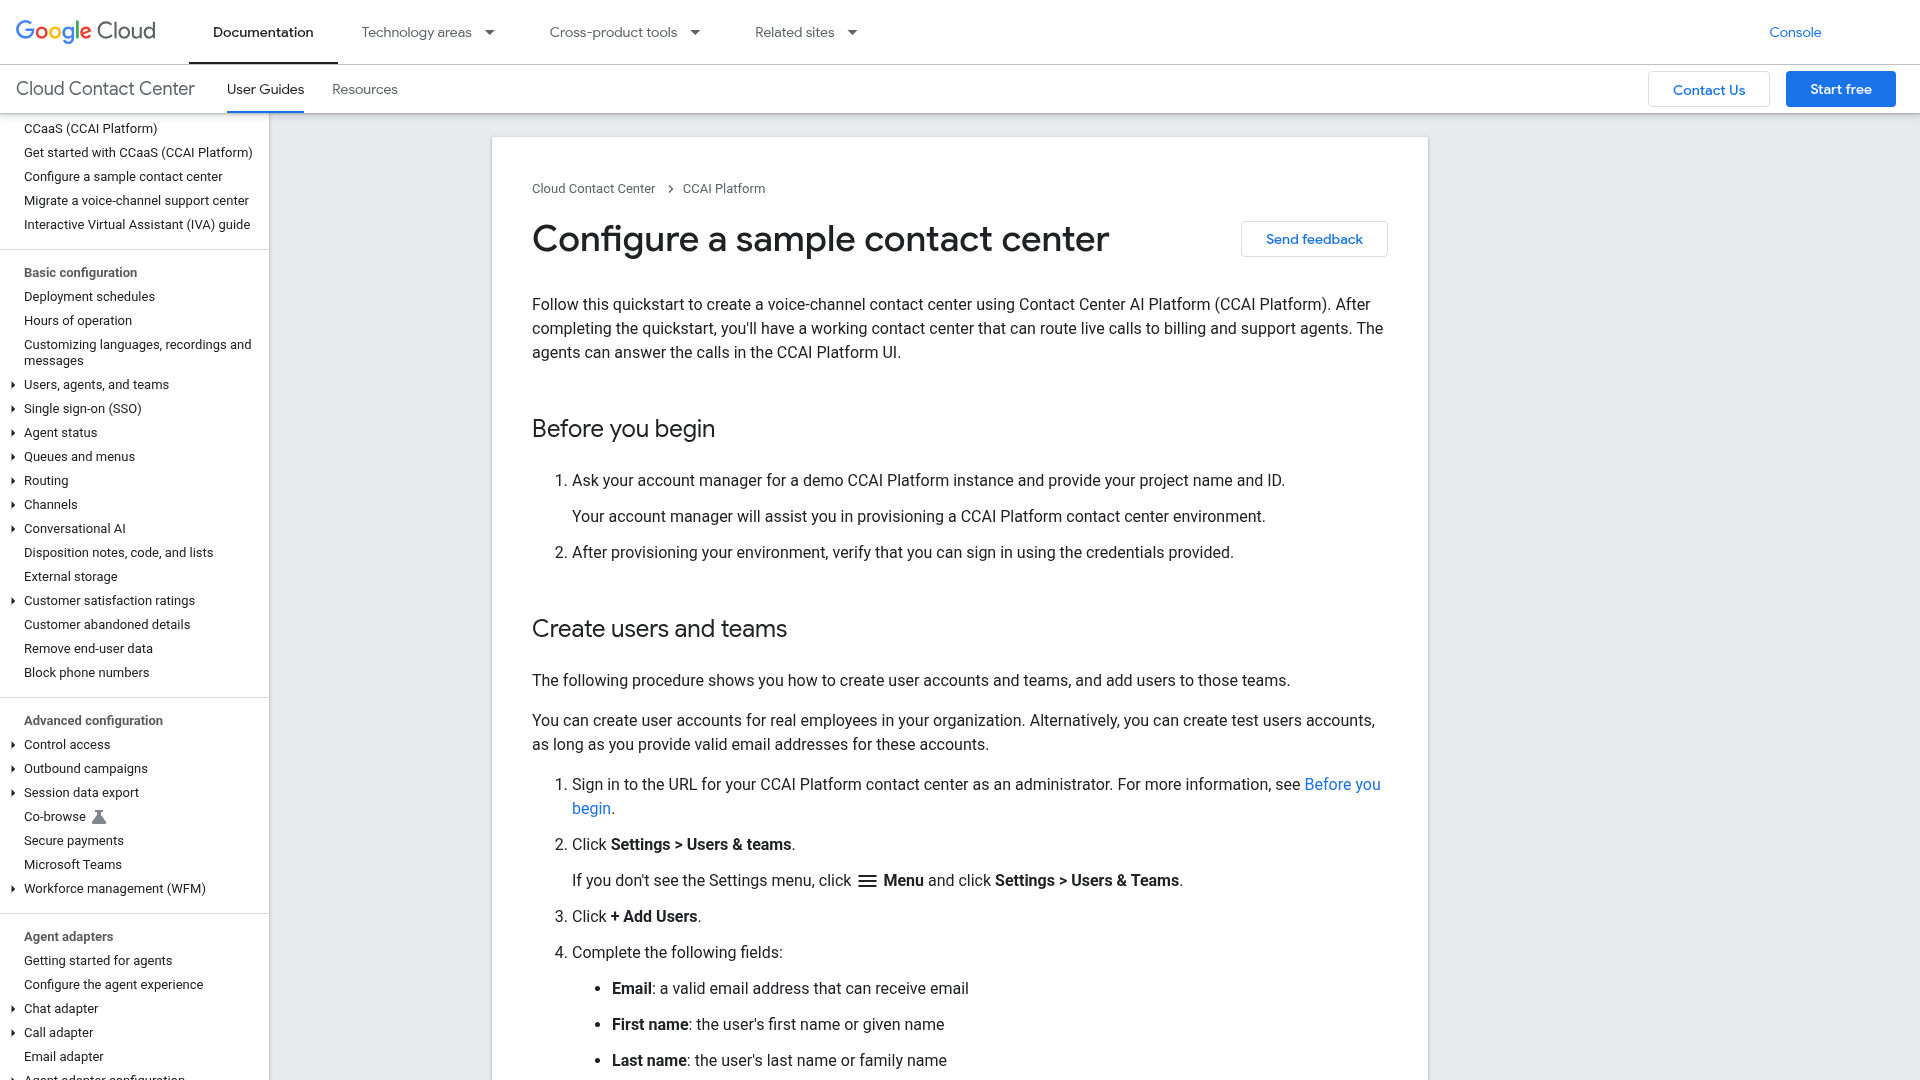 Google Cloud
Documentation
Technology areas
Cross-product tools
Related sites
Console
Cloud Contact Center
User Guides
Resources
Contact Us
Start free
CCaaS (CCAI Platform)
Get started with CCaaS (CCAI Platform)
Configure a sample contact center
Migrate a voice-channel support center
Interactive Virtual Assistant (IVA) guide
Basic configuration
Deployment schedules
Hours of operation
Customizing languages, recordings and
messages
Users, agents, and teams
Single sign-on (SSO)
Agent status
Queues and menus
Routing
Channels
Conversational AI
Disposition notes, code, and lists
External storage
Customer satisfaction ratings
Customer abandoned details
Remove end-user data
Block phone numbers
Advanced configuration
Control access
Outbound campaigns
Session data export
Co-browse
Secure payments
Microsoft Teams
Workforce management (WFM)
Agent adapters
Getting started for agents
Configure the agent experience
Chat adapter
Call adapter
Email adapter
Agent adapter configuration
Cloud Contact Center
CCAI Platform
Configure a sample contact center
Send feedback
Follow this quickstart to create a voice-channel contact center using Contact Center AI Platform (CCAI Platform). After
completing the quickstart, you'll have a working contact center that can route live calls to billing and support agents. The
agents can answer the calls in the CCAI Platform UI.
Before you begin
1. Ask your account manager for a demo CCAI Platform instance and provide your project name and ID.
Your account manager will assist you in provisioning a CCAI Platform contact center environment.
2. After provisioning your environment, verify that you can sign in using the credentials provided.
Create users and teams
The following procedure shows you how to create user accounts and teams, and add users to those teams.
You can create user accounts for real employees in your organization. Alternatively, you can create test users accounts,
as long as you provide valid email addresses for these accounts.
1. Sign in to the URL for your CCAI Platform contact center as an administrator. For more information, see Before you
begin.
2. Click Settings > Users & teams.
If you don't see the Settings menu, click Menu and click Settings > Users & Teams.
3. Click + Add Users.
4. Complete the following fields:
• Email: a valid email address that can receive email
• First name: the user's first name or given name
• Last name: the user's last name or family name